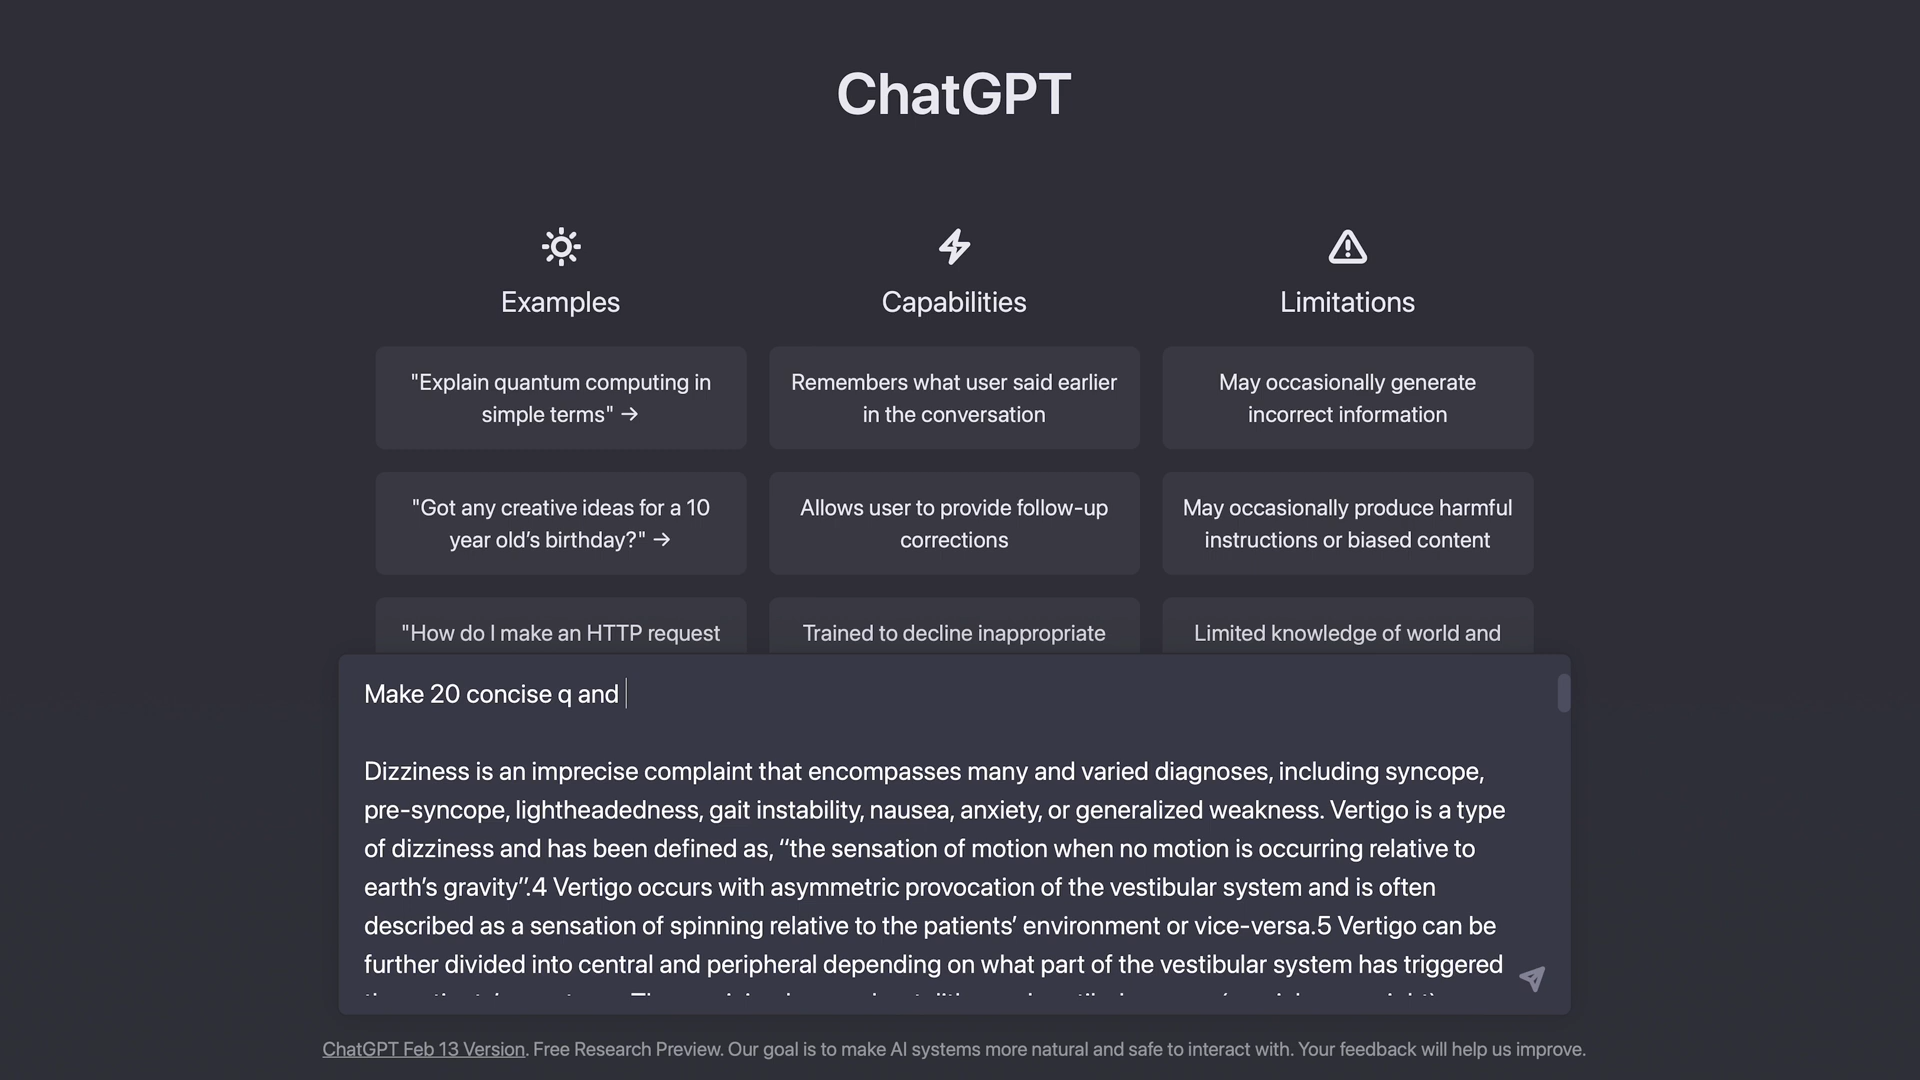 ChatGPT
Examples
Capabilities
Limitations
"Explain quantum computing in
simple terms" →
Remembers what user said earlier
in the conversation
May occasionally generate
incorrect information
"Got any creative ideas for a 10
year old's birthday?" →
Allows user to provide follow-up
corrections
May occasionally produce harmful
instructions or biased content
"How do I make an HTTP request
Trained to decline inappropriate
Limited knowledge of world and
Make 20 concise q and
Dizziness is an imprecise complaint that encompasses many and varied diagnoses, including syncope,
pre-syncope, lightheadedness, gait instability, nausea, anxiety, or generalized weakness. Vertigo is a type
of dizziness and has been defined as, “the sensation of motion when no motion is occurring relative to
earth’s gravity”.4 Vertigo occurs with asymmetric provocation of the vestibular system and is often
described as a sensation of spinning relative to the patients’ environment or vice-versa.5 Vertigo can be
further divided into central and peripheral depending on what part of the vestibular system has triggered
ChatGPT Feb 13 Version. Free Research Preview. Our goal is to make AI systems more natural and safe to interact with. Your feedback will help us improve.